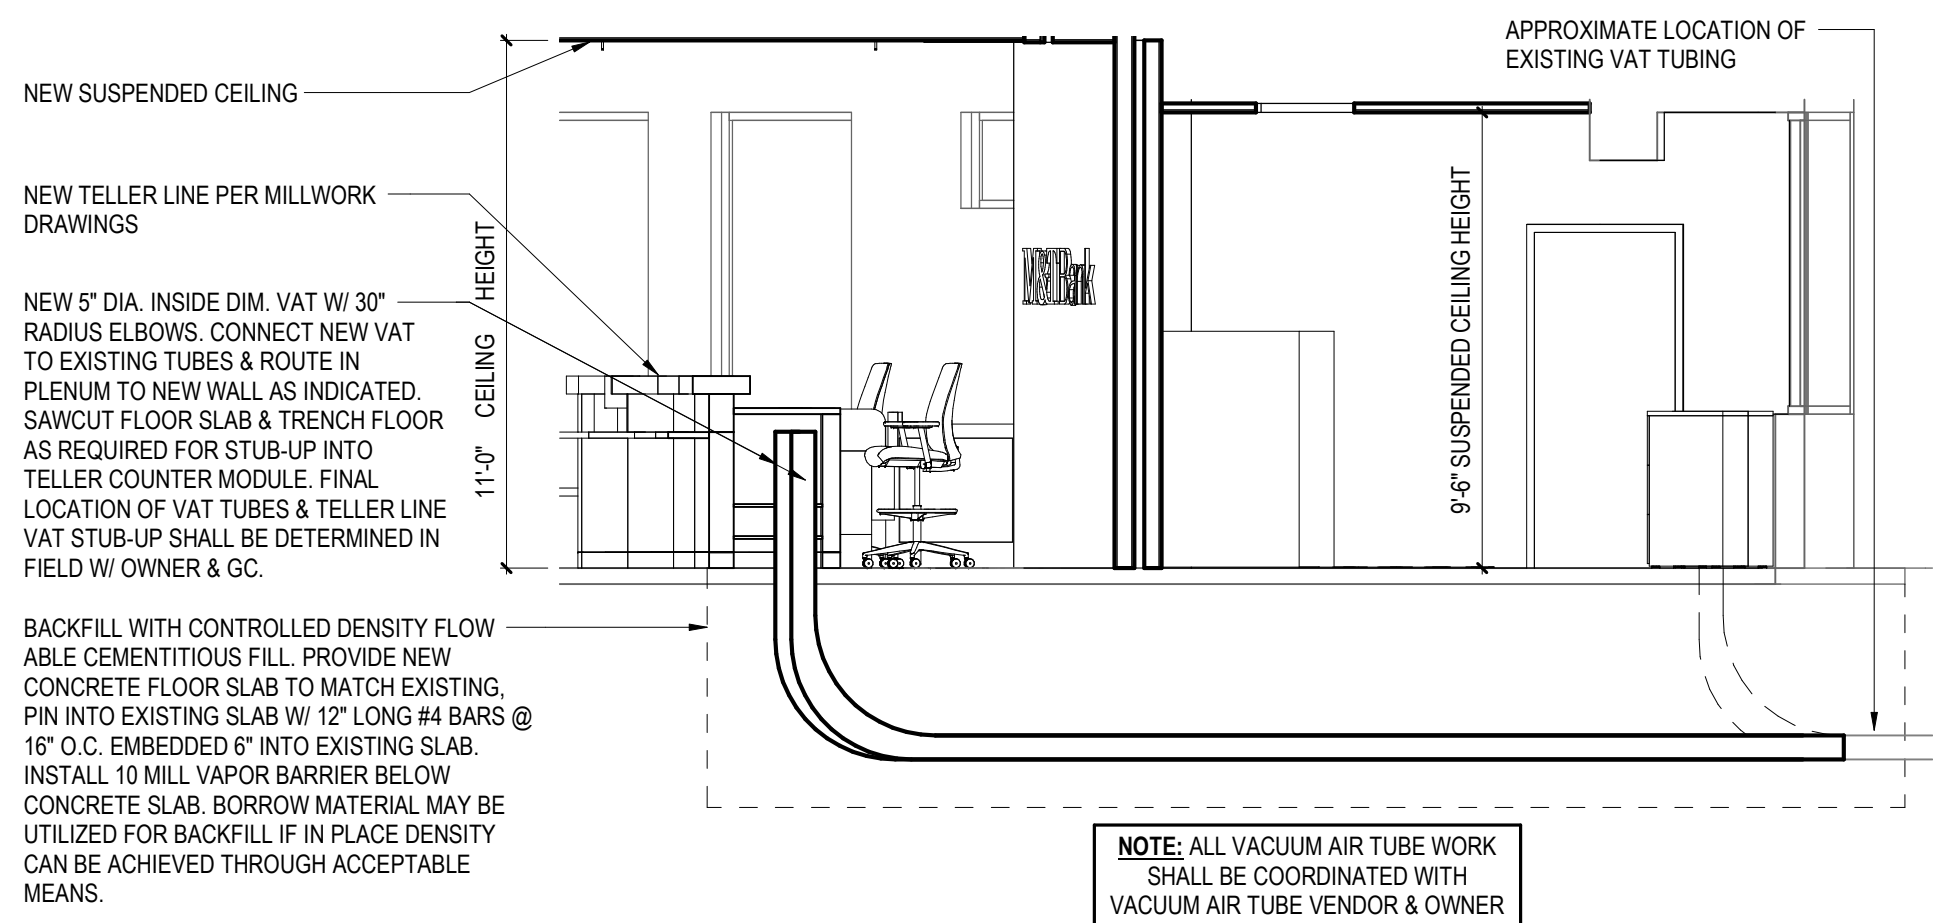 NEW SUSPENDED CEILING
NEW TELLER LINE PER MILLWORK
DRAWINGS
NEW 5" DIA. INSIDE DIM. VAT W/ 30"
RADIUS ELBOWS. CONNECT NEW VAT
TO EXISTING TUBES & ROUTE IN
PLENUM TO NEW WALL AS INDICATED.
SAWCUT FLOOR SLAB & TRENCH FLOOR
AS REQUIRED FOR STUB-UP INTO
TELLER COUNTER MODULE. FINAL
LOCATION OF VAT TUBES & TELLER LINE
VAT STUB-UP SHALL BE DETERMINED IN
FIELD W/ OWNER & GC.
BACKFILL WITH CONTROLLED DENSITY FLOW
ABLE CEMENTITIOUS FILL. PROVIDE NEW
CONCRETE FLOOR SLAB TO MATCH EXISTING,
PIN INTO EXISTING SLAB W/ 12" LONG #4 BARS @
16" O.C. EMBEDDED 6" INTO EXISTING SLAB.
INSTALL 10 MILL VAPOR BARRIER BELOW
CONCRETE SLAB. BORROW MATERIAL MAY BE
UTILIZED FOR BACKFILL IF IN PLACE DENSITY
CAN BE ACHIEVED THROUGH ACCEPTABLE
MEANS.
11'-0" CEILING HEIGHT
M&TBank
9'-6" SUSPENDED CEILING HEIGHT
APPROXIMATE LOCATION OF
EXISTING VAT TUBING
NOTE: ALL VACUUM AIR TUBE WORK
SHALL BE COORDINATED WITH
VACUUM AIR TUBE VENDOR & OWNER